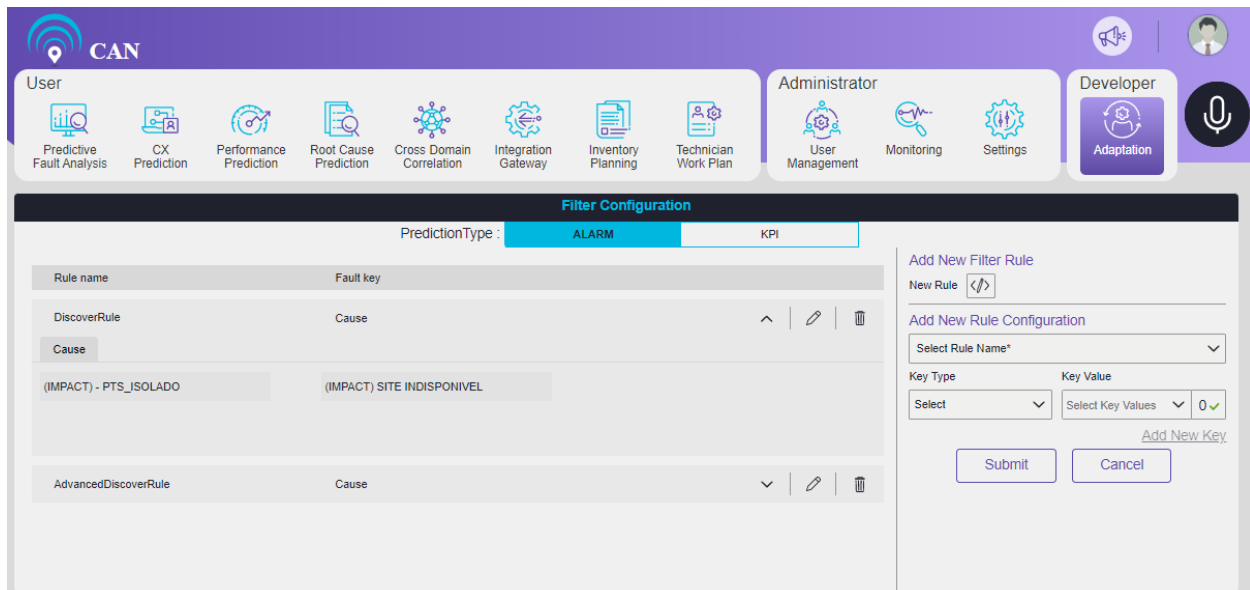 CAN
User
Predictive Fault Analysis
CX Prediction
Performance Prediction
Root Cause Prediction
Cross Domain Correlation
Integration Gateway
Inventory Planning
Technician Work Plan
Administrator
User Management
Monitoring
Settings
Developer
Adaptation
Filter Configuration
PredictionType : ALARM KPI
Rule name Fault key
DiscoverRule Cause
Cause
(IMPACT) - PTS_ISOLADO (IMPACT) SITE INDISPONIVEL
AdvancedDiscoverRule Cause
Add New Filter Rule
New Rule </>
Add New Rule Configuration
Select Rule Name*
Key Type Key Value
Select Select Key Values 0
Add New Key
Submit Cancel